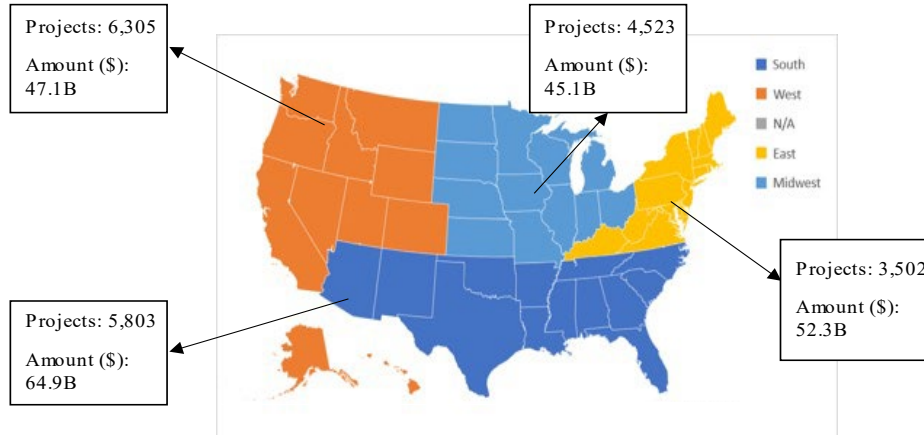 Projects: 6,305
Amount ($):
47.1B
Projects: 4,523
Amount ($):
45.1B
South
West
N/A
East
Midwest
Projects: 3,502
Amount ($):
52.3B
Projects: 5,803
Amount ($):
64.9B